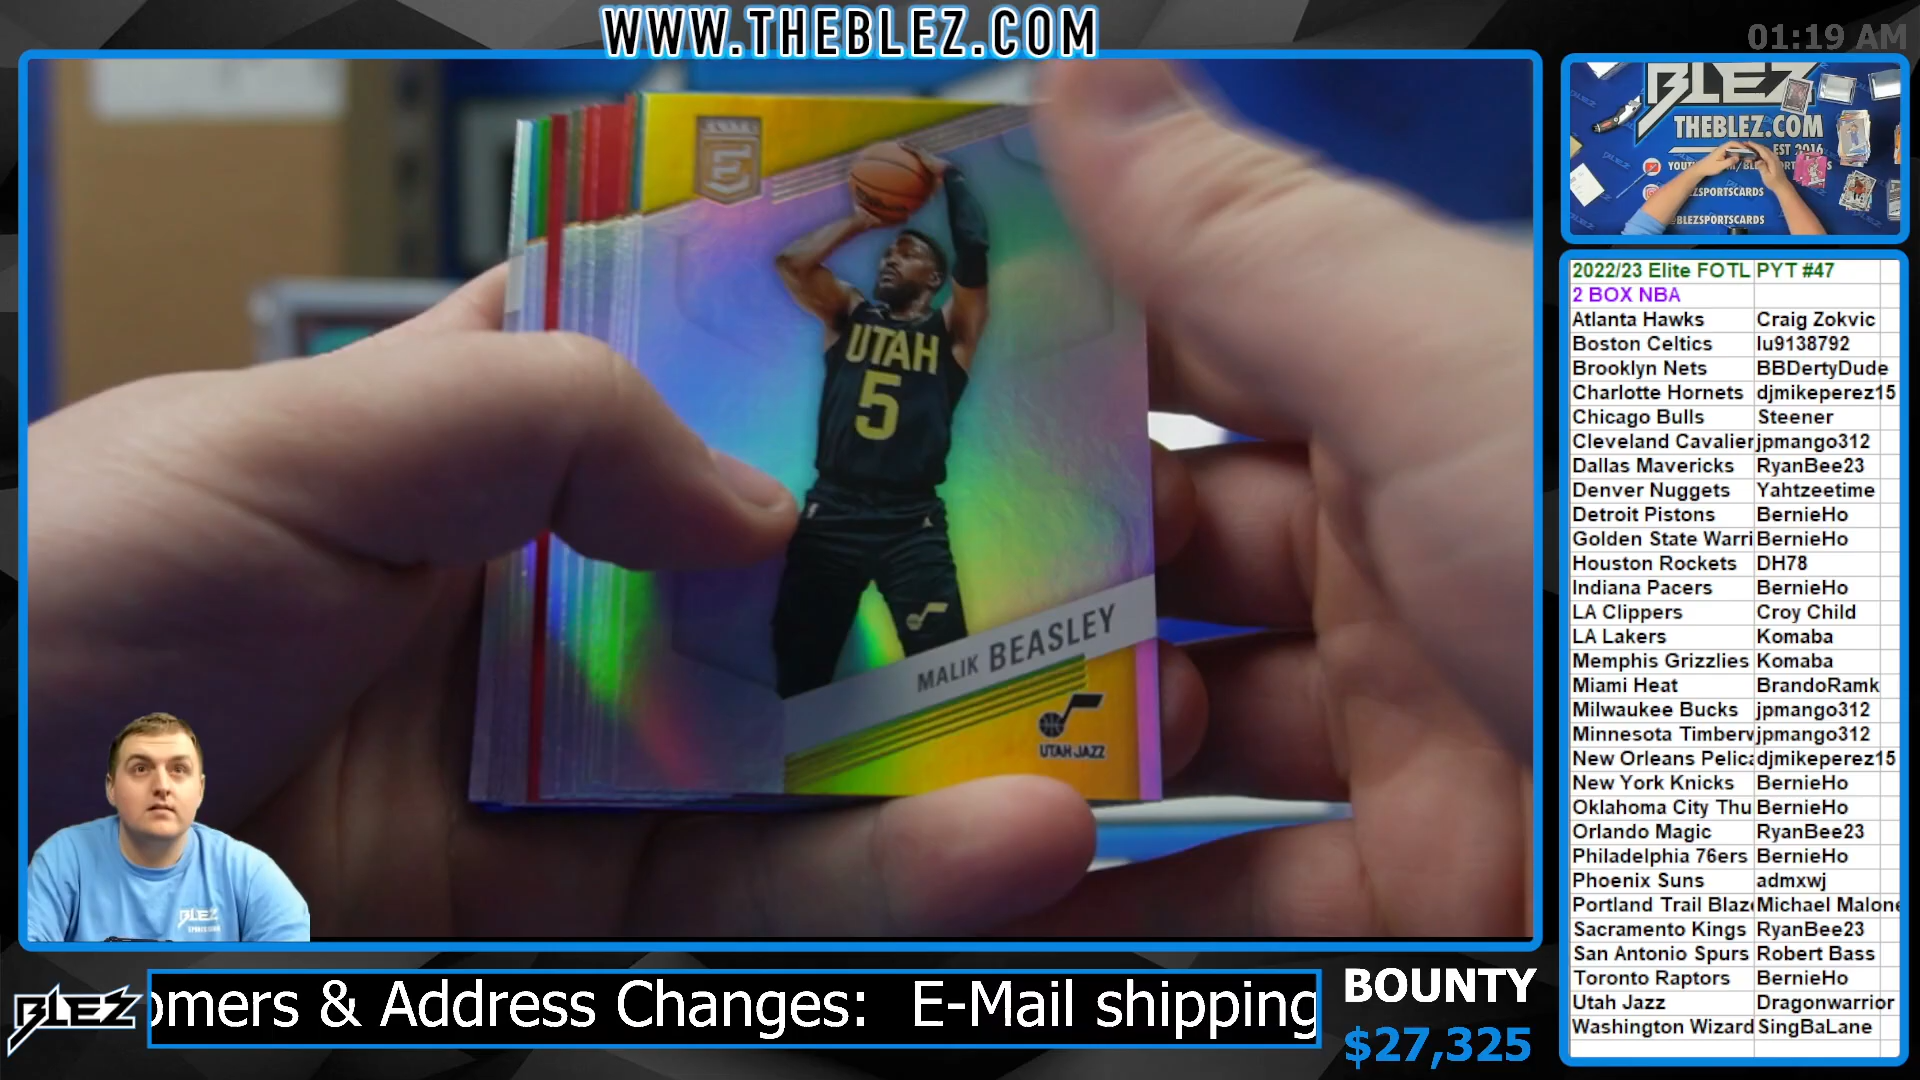 WWW.THEBLEZ.COM
01:19 AM
ELITE
E
UTAH
5
MALIK BEASLEY
UTAH JAZZ
BLEZ
THEBLEZ.COM
EST 2016
@BLEZSPORTSCARDS
2022/23 Elite FOTL PYT #47
2 BOX NBA
Atlanta Hawks Craig Zokvic
Boston Celtics lu9138792
Brooklyn Nets BBDertyDude
Charlotte Hornets djmikeperez15
Chicago Bulls Steener
Cleveland Cavalier jpmango312
Dallas Mavericks RyanBee23
Denver Nuggets Yahtzeetime
Detroit Pistons BernieHo
Golden State Warri BernieHo
Houston Rockets DH78
Indiana Pacers BernieHo
LA Clippers Croy Child
LA Lakers Komaba
Memphis Grizzlies Komaba
Miami Heat BrandoRamk
Milwaukee Bucks jpmango312
Minnesota Timberv jpmango312
New Orleans Pelica djmikeperez15
New York Knicks BernieHo
Oklahoma City Thu BernieHo
Orlando Magic RyanBee23
Philadelphia 76ers BernieHo
Phoenix Suns admxwj
Portland Trail Blaze Michael Malone
Sacramento Kings RyanBee23
San Antonio Spurs Robert Bass
Toronto Raptors BernieHo
Utah Jazz Dragonwarrior
Washington Wizard SingBaLane
BLEZ
BLEZ
omers & Address Changes: E-Mail shipping
BOUNTY
$27,325